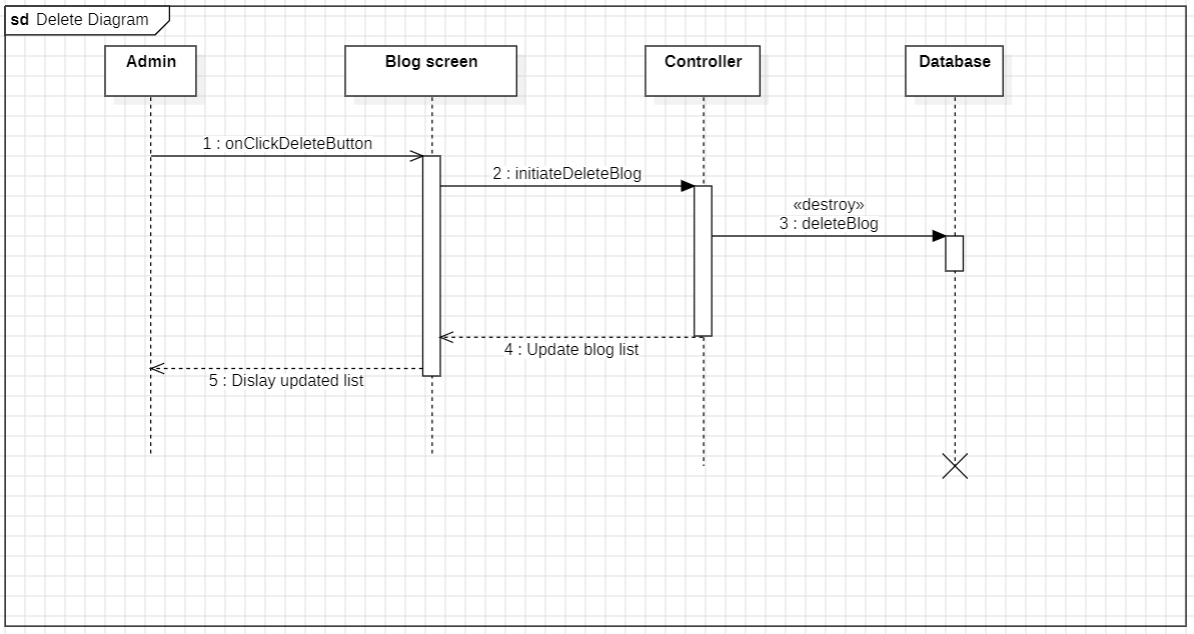 sd Delete Diagram
Admin
Blog screen
Controller
Database
1 : onClickDeleteButton
2 : initiateDeleteBlog
«destroy»
3 : deleteBlog
4 : Update blog list
5 : Dislay updated list